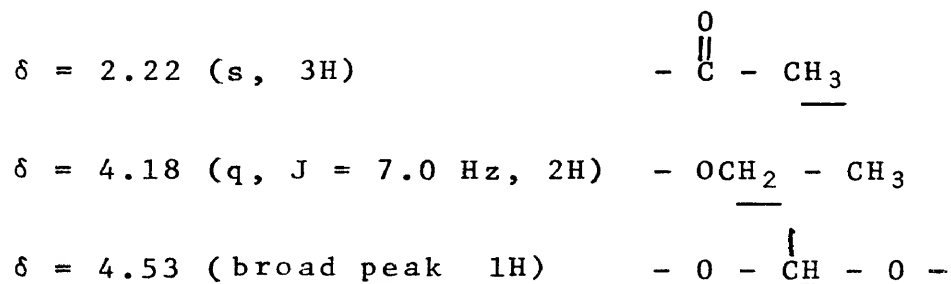 O
||
δ = 2.22 (s, 3H) - C - CH3
δ = 4.18 (q, J = 7.0 Hz, 2H) - OCH2 - CH3
|
δ = 4.53 (broad peak 1H) - O - CH - O -